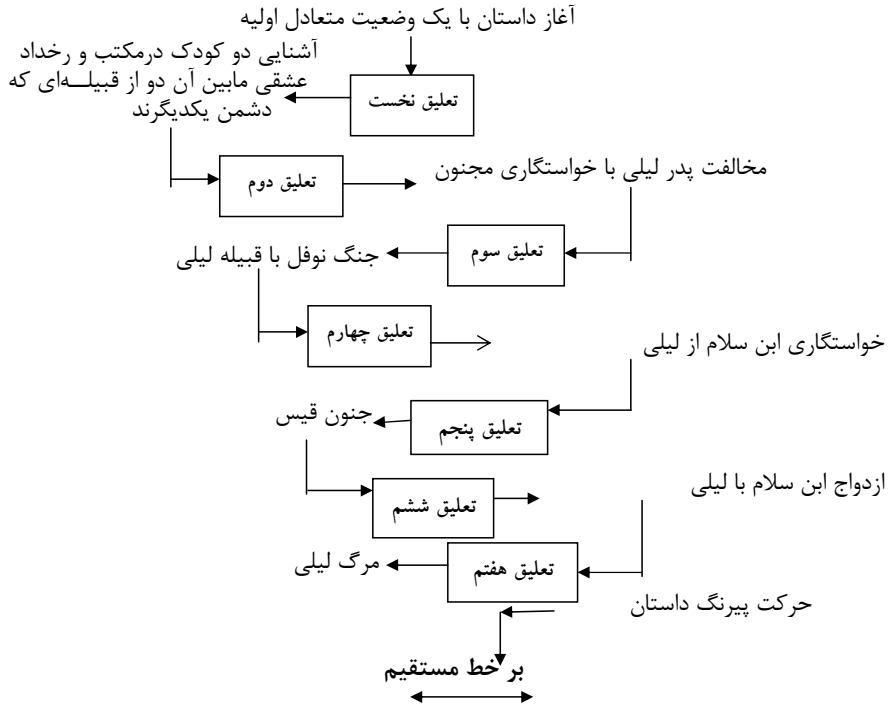 آغاز داستان با یک وضعیت متعادل اولیه
آشنایی دو کودک درمکتب و رخداد
عشقی مابین آن دو از قبیله‌ای که
دشمن یکدیگرند
تعلیق نخست
تعلیق دوم
مخالفت پدر لیلی با خواستگاری مجنون
تعلیق سوم
جنگ نوفل با قبیله لیلی
تعلیق چهارم
خواستگاری ابن سلام از لیلی
تعلیق پنجم
جنون قیس
تعلیق ششم
ازدواج ابن سلام با لیلی
تعلیق هفتم
مرگ لیلی
حرکت پیرنگ داستان
بر خط مستقیم